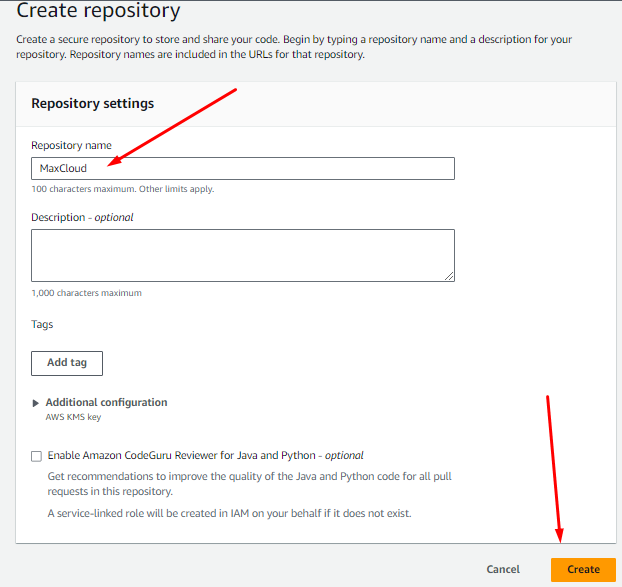 Create repository
Create a secure repository to store and share your code. Begin by typing a repository name and a description for your
repository. Repository names are included in the URLs for that repository.
Repository settings
Repository name
MaxCloud
100 characters maximum. Other limits apply.
Description - optional
1,000 characters maximum
Tags
Add tag
Additional configuration
AWS KMS key
Enable Amazon CodeGuru Reviewer for Java and Python - optional
Get recommendations to improve the quality of the Java and Python code for all pull
requests in this repository.
A service-linked role will be created in IAM on your behalf if it does not exist.
Cancel
Create